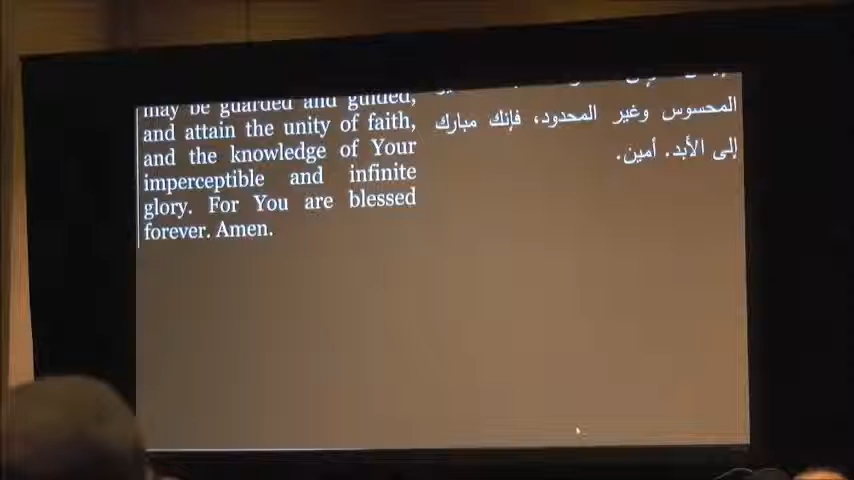 may be guarded and guided,
and attain the unity of faith,
and the knowledge of Your
imperceptible and infinite
glory. For You are blessed
forever. Amen.
المحسوس وغير المحدود، فإنك مبارك
إلى الأبد. أمين.